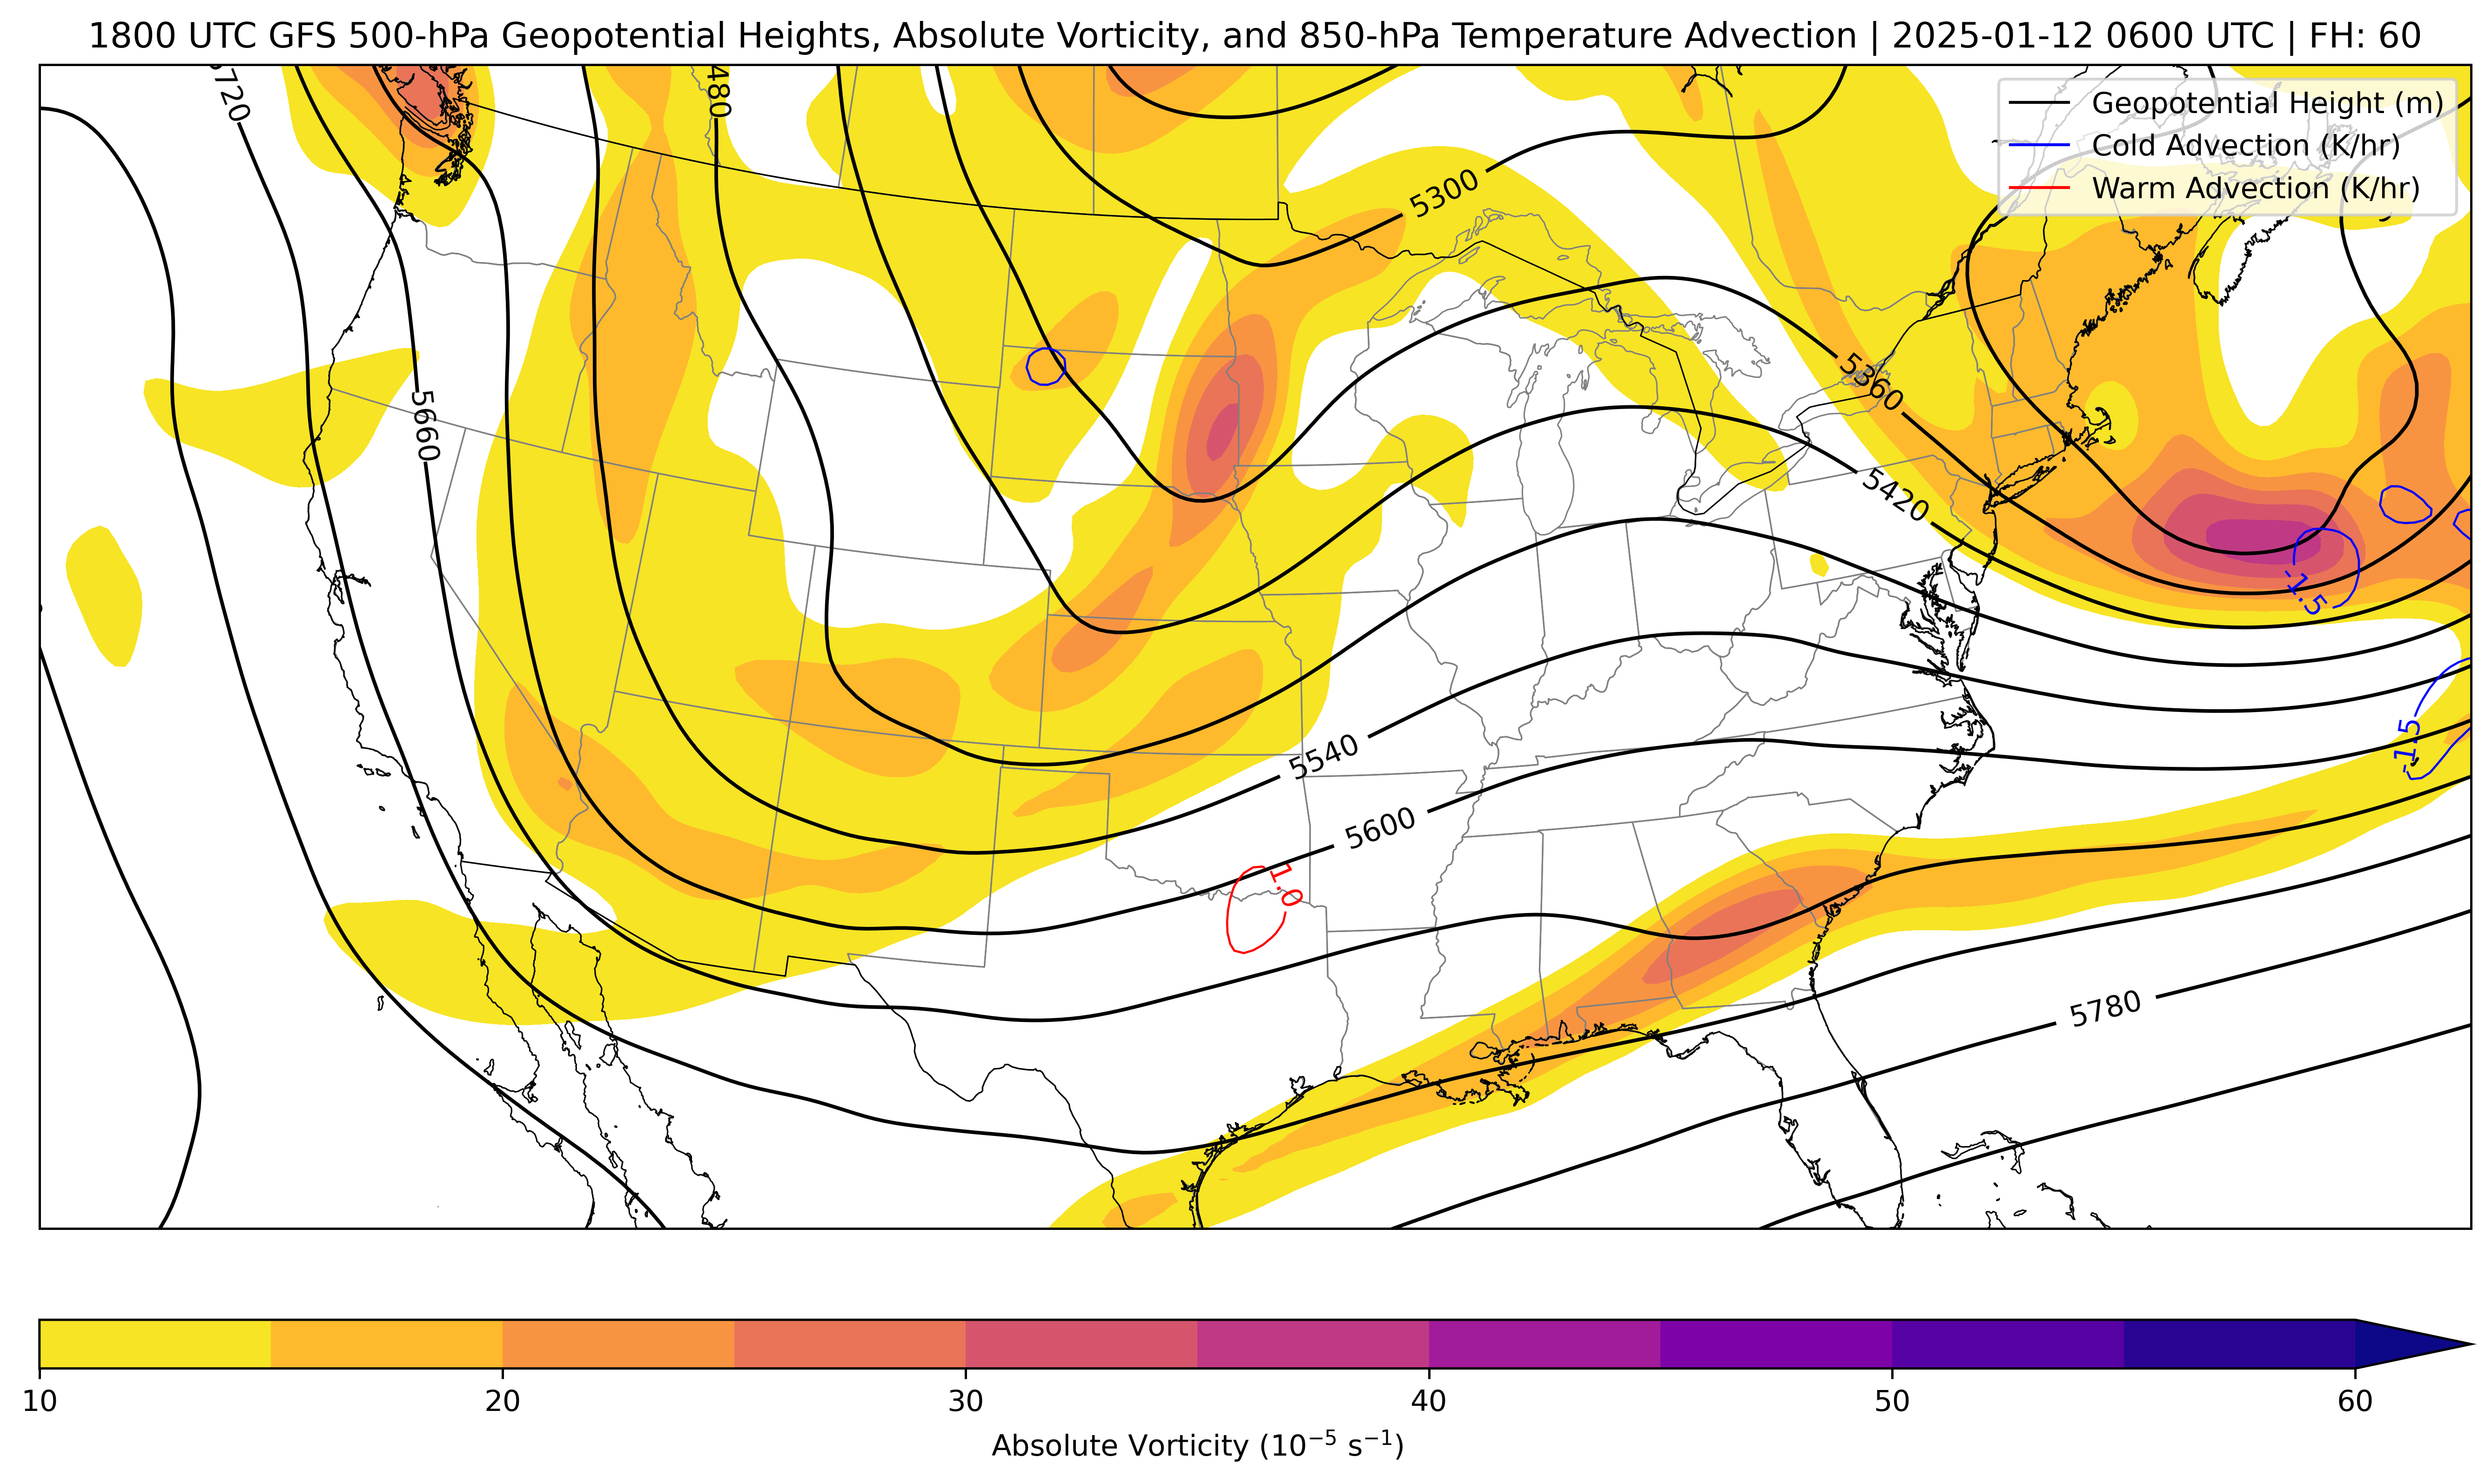 1800 UTC GFS 500-hPa Geopotential Heights, Absolute Vorticity, and 850-hPa Temperature Advection | 2025-01-12 0600 UTC | FH: 60
Geopotential Height (m)
Cold Advection (K/hr)
Warm Advection (K/hr)
5720
5480
5300
5360
5660
5420
-1.5
-1.5
5540
5600
1.0
5780
10 20 30 40 50 60
Absolute Vorticity (10⁻⁵ s⁻¹)